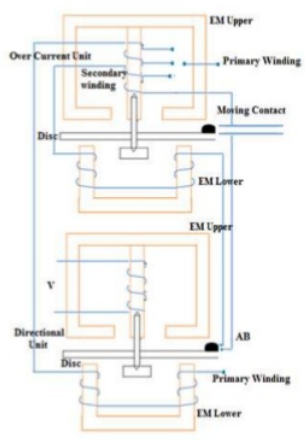 EM Upper
Over Current Unit
Primary Winding
Secondary
winding
Moving Contact
Disc
EM Lower
EM Upper
V
Directional
Unit
AB
Disc
Primary Winding
EM Lower